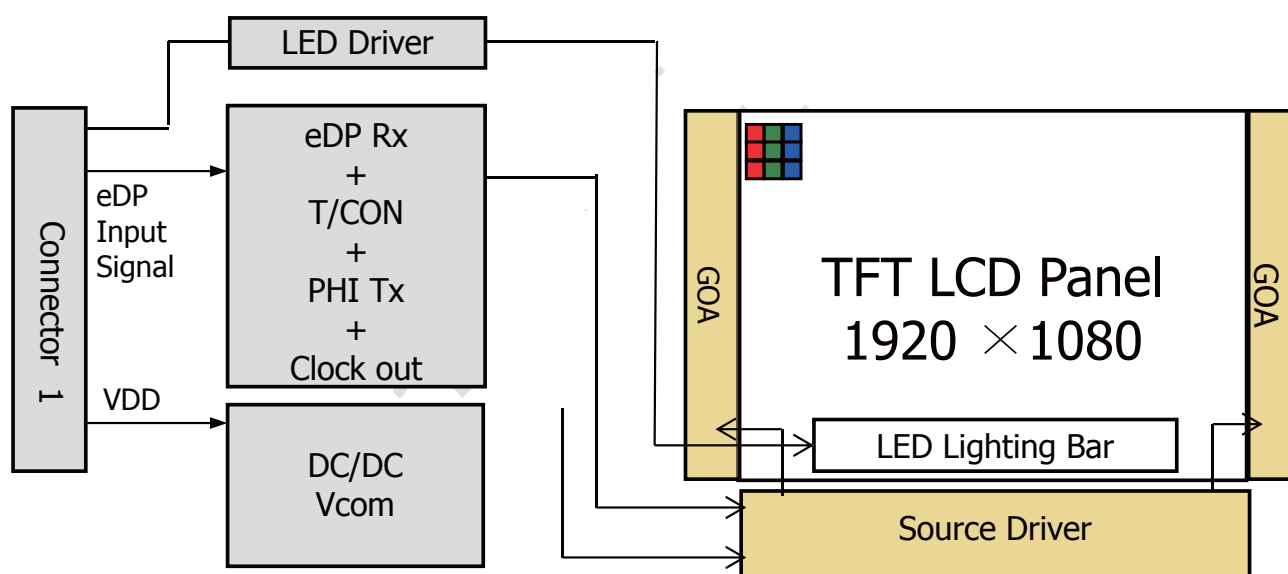 LED Driver
Connector 1
eDP
Input
Signal
VDD
eDP Rx
+
T/CON
+
PHI Tx
+
Clock out
DC/DC
Vcom
GOA
TFT LCD Panel
1920 ×1080
GOA
LED Lighting Bar
Source Driver